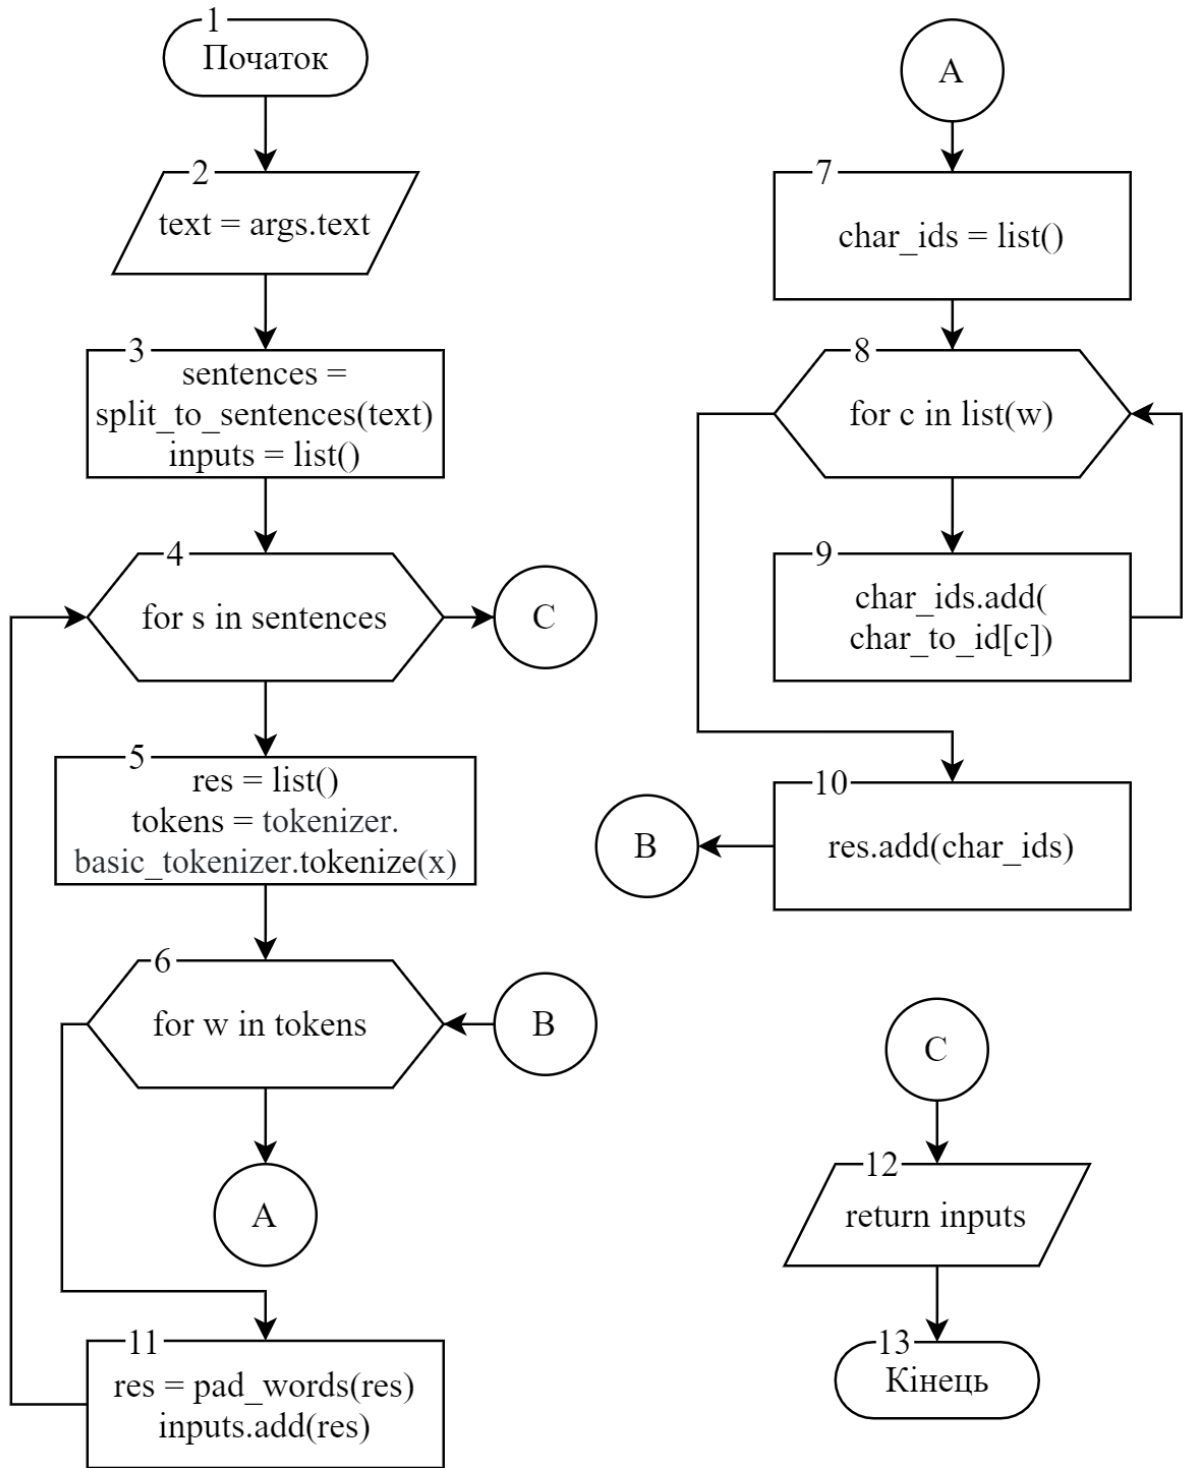 1
Початок
2
text = args.text
3
sentences =
split_to_sentences(text)
inputs = list()
4
for s in sentences
C
5
res = list()
tokens = tokenizer.
basic_tokenizer.tokenize(x)
6
for w in tokens
B
A
11
res = pad_words(res)
inputs.add(res)
A
7
char_ids = list()
8
for c in list(w)
9
char_ids.add(
char_to_id[c])
10
res.add(char_ids)
B
C
12
return inputs
13
Кінець